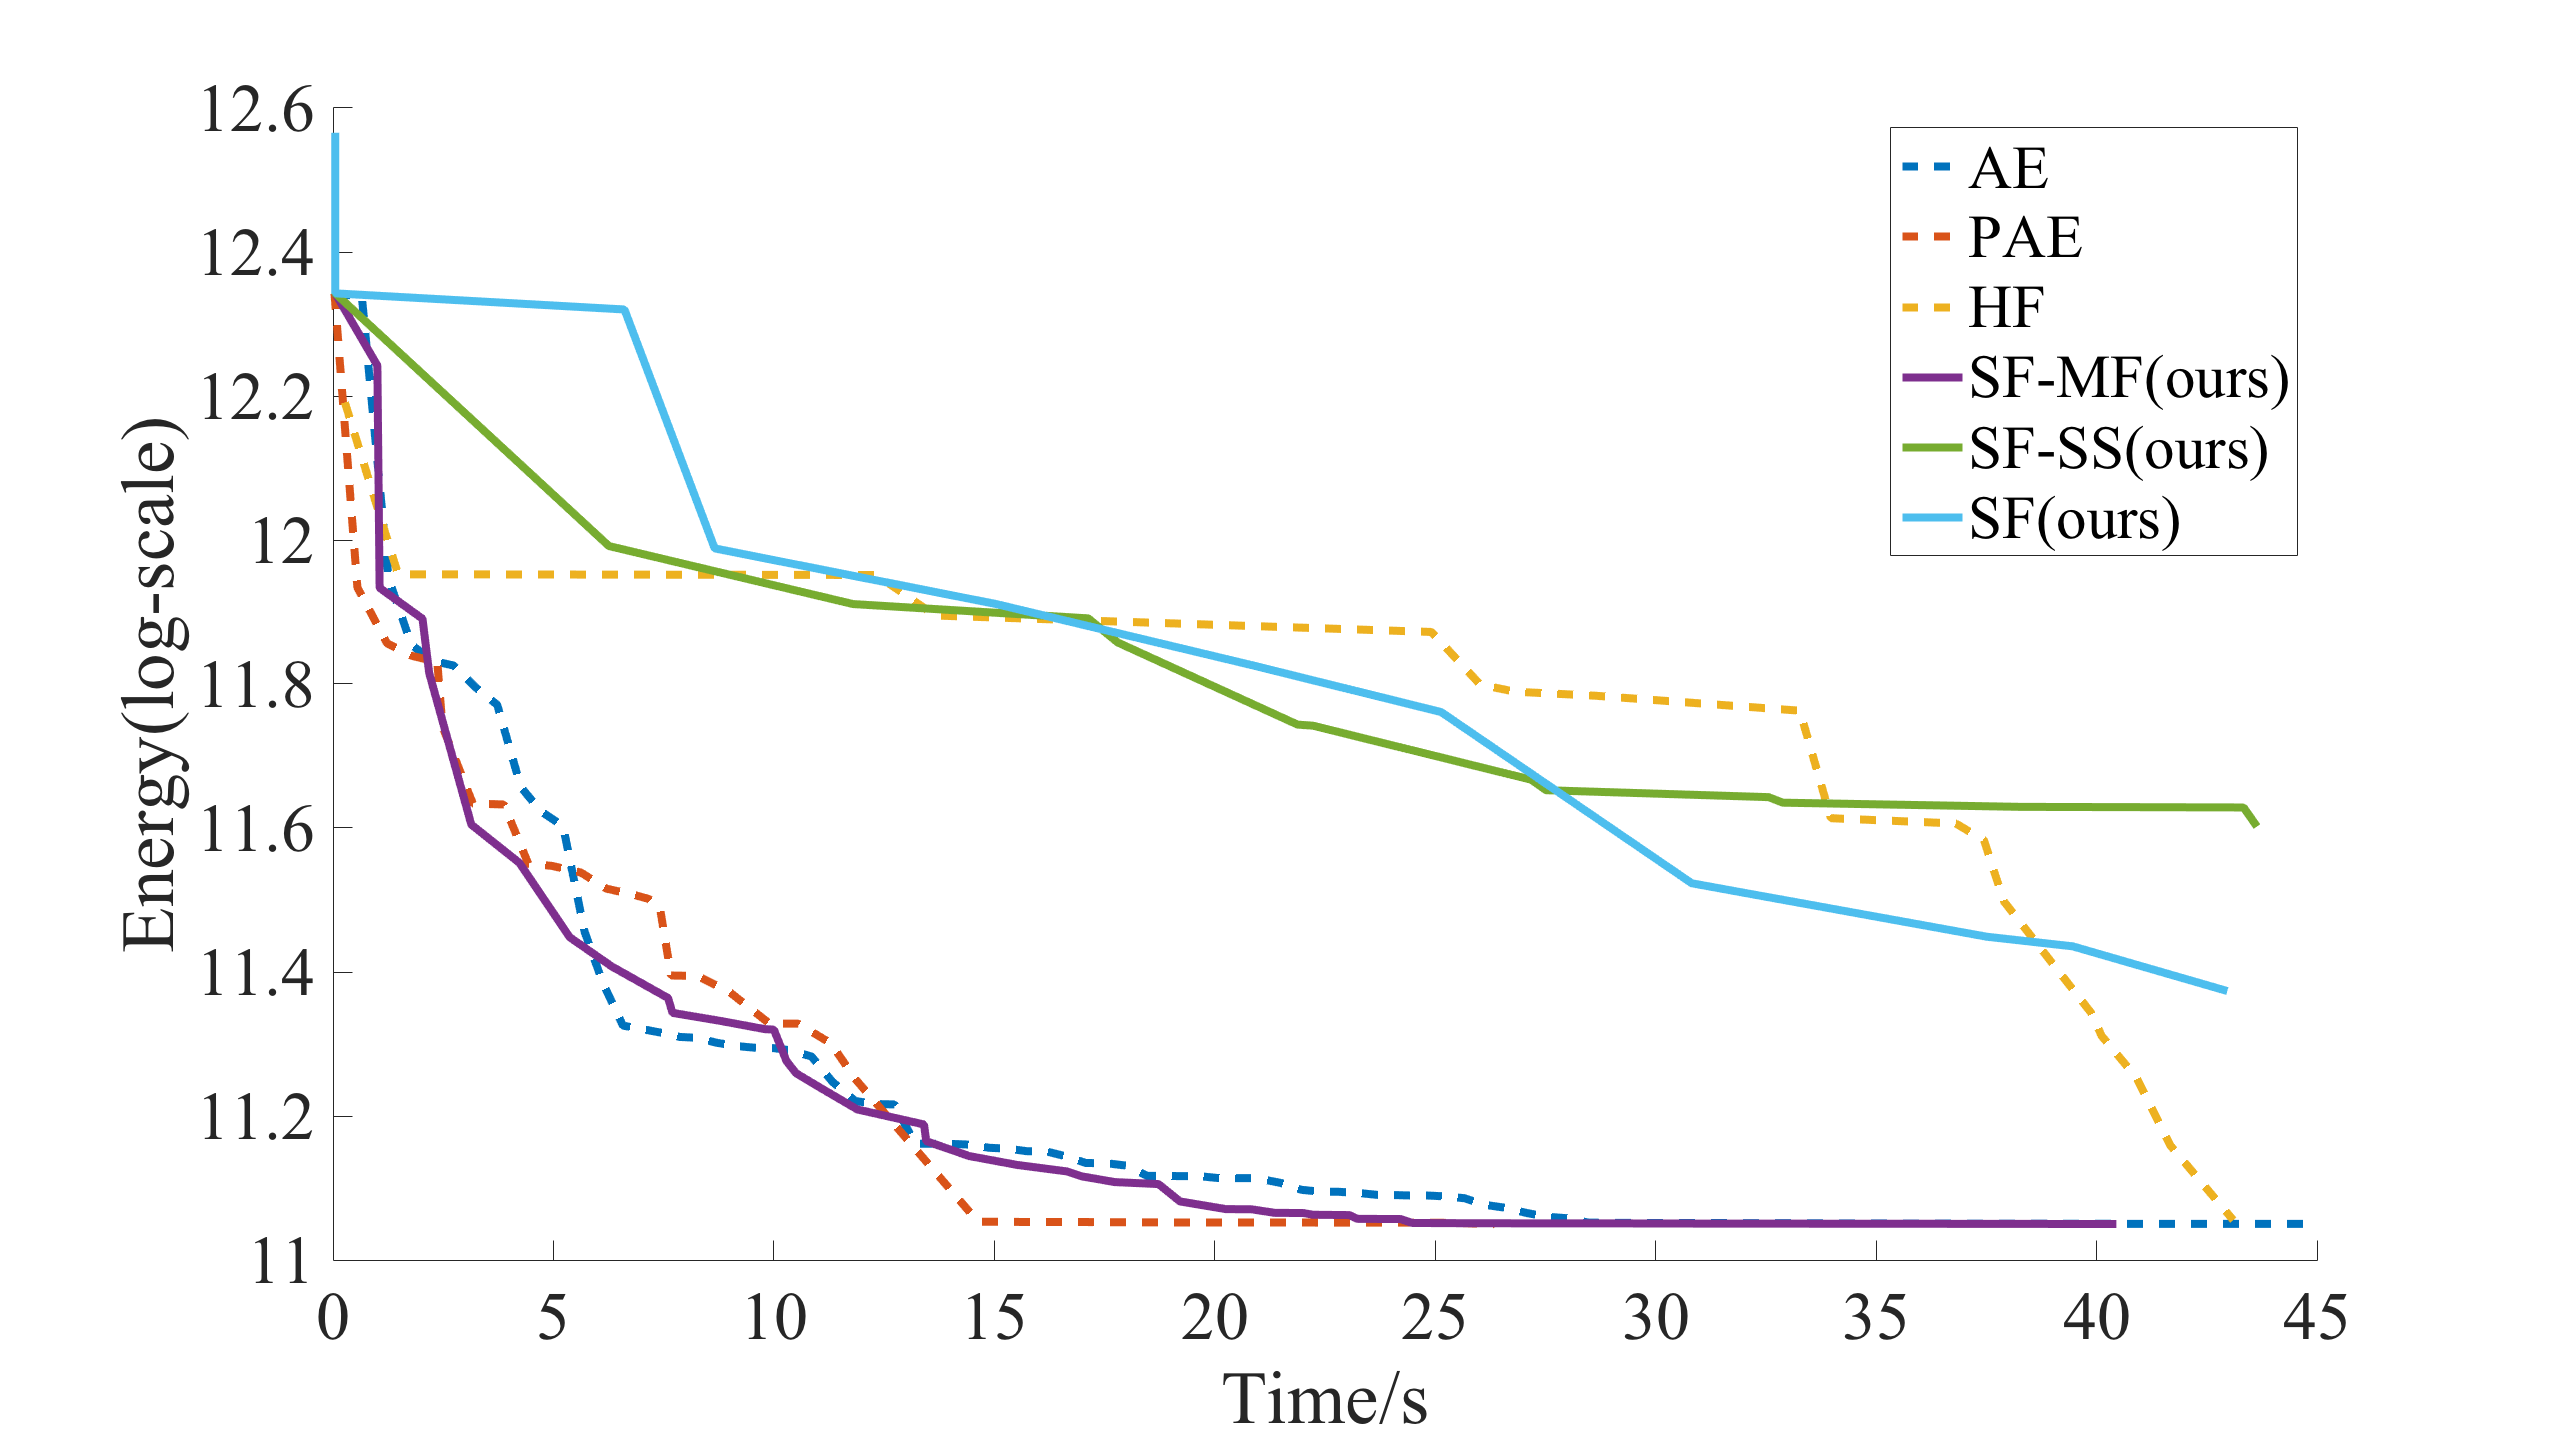 Energy(log-scale)
12.6
12.4
12.2
12
11.8
11.6
11.4
11.2
11
AE
PAE
HF
SF-MF(ours)
SF-SS(ours)
SF(ours)
0 5 10 15 20 25 30 35 40 45
Time/s